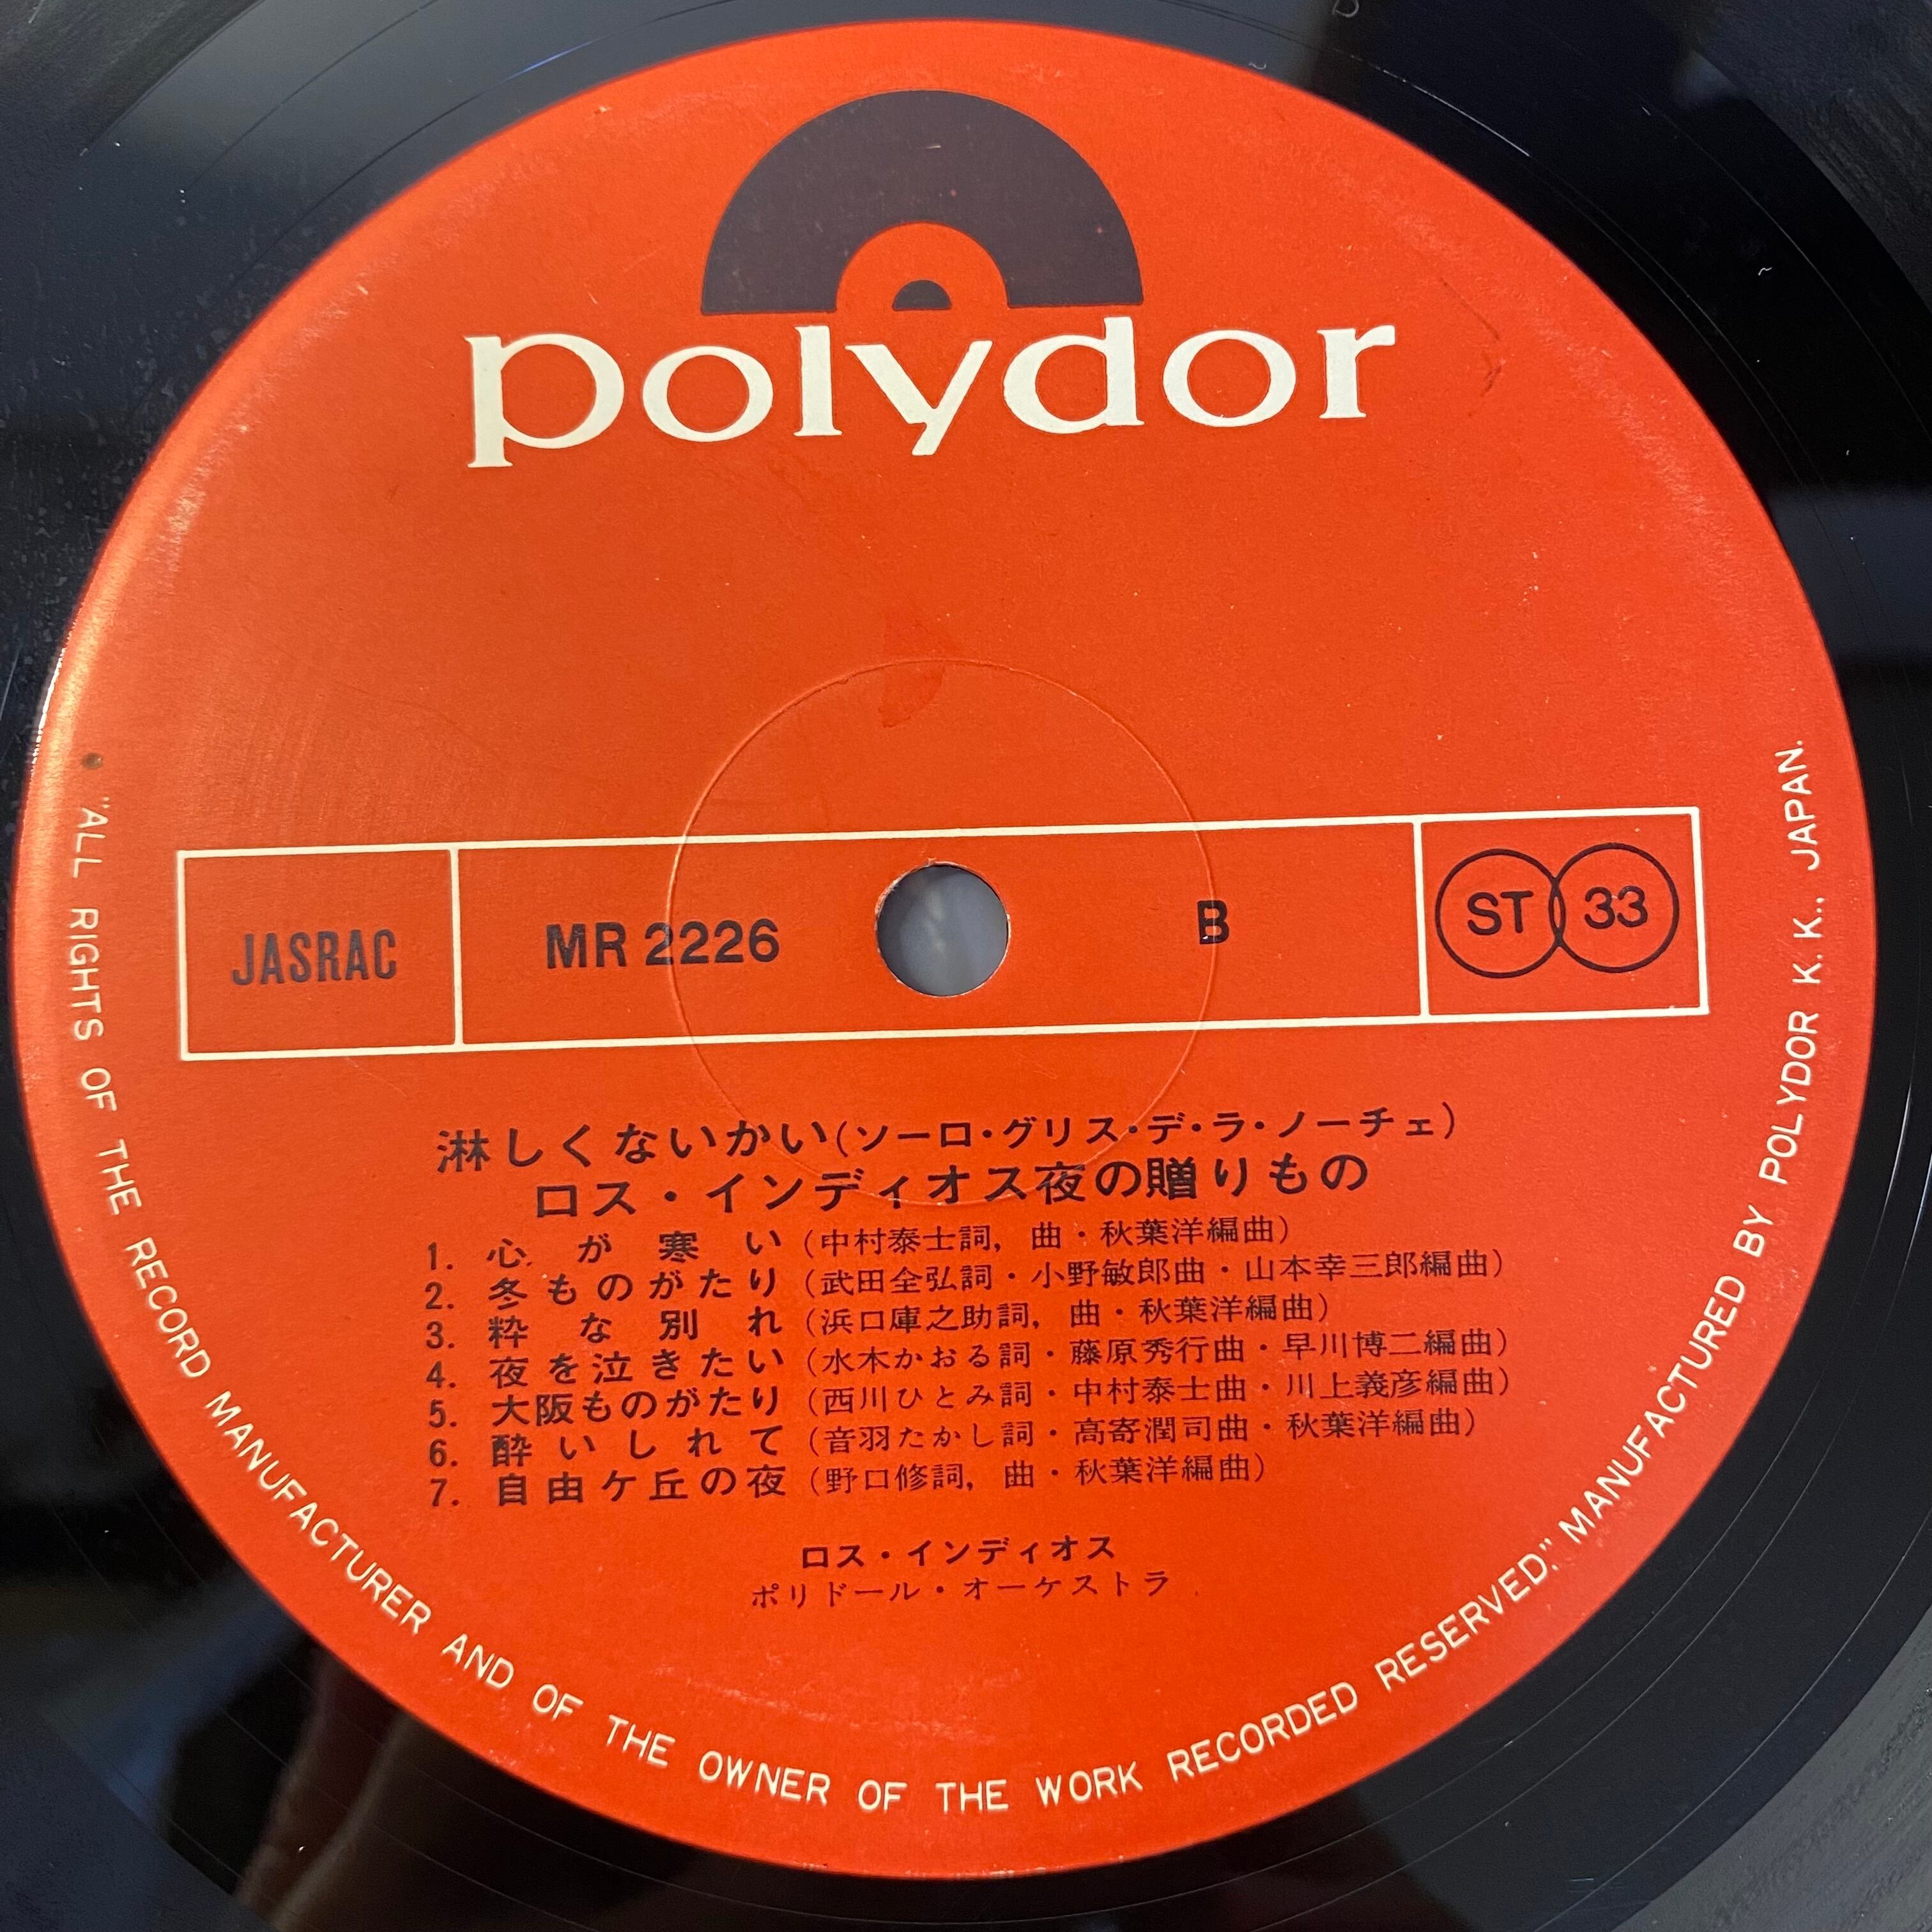 polydor
JASRAC
MR 2226
B
ST 33
淋しくないかい(ソーロ・グリス・デ・ラ・ノーチェ)
ロス・インディオス夜の贈りもの
1. 心が寒い (中村泰士詞, 曲・秋葉洋編曲)
2. 冬ものがたり (武田全弘詞・小野敏郎曲・山本幸三郎編曲)
3. 粋な別れ (浜口庫之助詞, 曲・秋葉洋編曲)
4. 夜を泣きたい (水木かおる詞・藤原秀行曲・早川博二編曲)
5. 大阪ものがたり (西川ひとみ詞・中村泰士曲・川上義彦編曲)
6. 酔いしれて (音羽たかし詞・高寄潤司曲・秋葉洋編曲)
7. 自由ケ丘の夜 (野口修詞, 曲・秋葉洋編曲)
ロス・インディオス
ポリドール・オーケストラ
"ALL RIGHTS OF THE RECORD MANUFACTURER AND OF THE OWNER OF THE WORK RECORDED RESERVED." MANUFACTURED BY POLYDOR K. K., JAPAN.